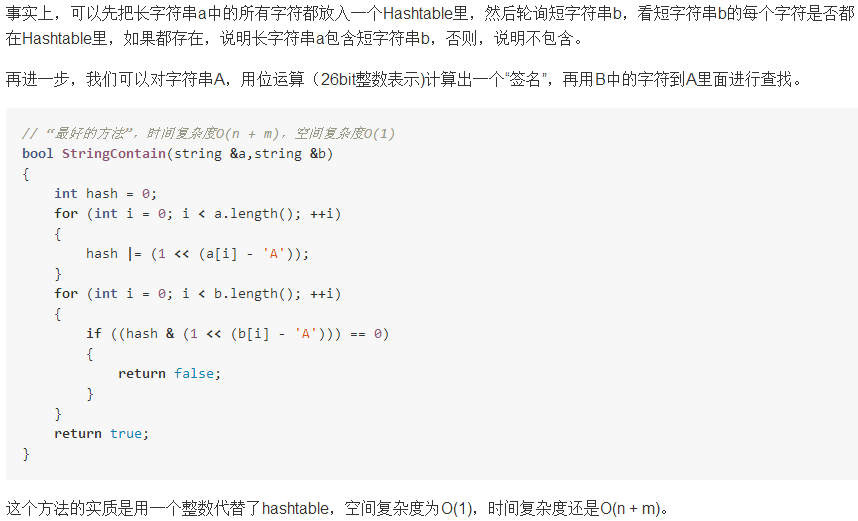 事实上，可以先把长字符串a中的所有字符都放入一个Hashtable里，然后轮询短字符串b，看短字符串b的每个字符是否都
在Hashtable里，如果都存在，说明长字符串a包含短字符串b，否则，说明不包含。
再进一步，我们可以对字符串A，用位运算（26bit整数表示)计算出一个“签名”，再用B中的字符到A里面进行查找。
// “最好的方法”，时间复杂度O(n + m)，空间复杂度O(1)
bool StringContain(string &a,string &b)
{
    int hash = 0;
    for (int i = 0; i < a.length(); ++i)
    {
        hash |= (1 << (a[i] - 'A'));
    }
    for (int i = 0; i < b.length(); ++i)
    {
        if ((hash & (1 << (b[i] - 'A'))) == 0)
        {
            return false;
        }
    }
    return true;
}
这个方法的实质是用一个整数代替了hashtable，空间复杂度为O(1)，时间复杂度还是O(n + m)。